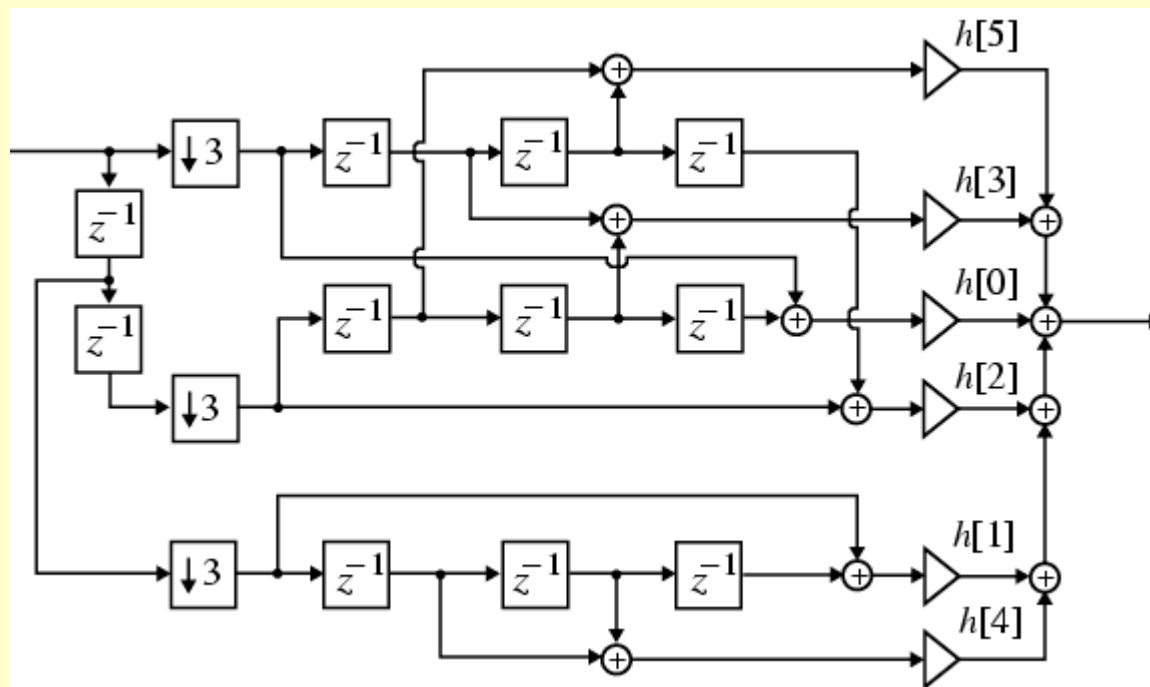 h[5]
↓3 z⁻¹ z⁻¹ z⁻¹
h[3]
z⁻¹
+
h[0]
z⁻¹ z⁻¹ z⁻¹ z⁻¹
+ +
h[2]
↓3
+ +
h[1]
↓3 z⁻¹ z⁻¹ z⁻¹
+ +
h[4]
+